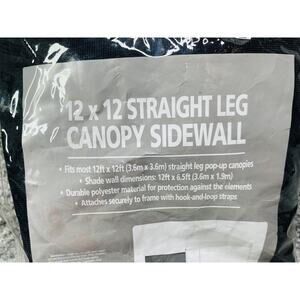 12 x 12 STRAIGHT LEG
CANOPY SIDEWALL
• Fits most 12ft x 12ft (3.6m x 3.6m) straight leg pop-up canopies
• Shade wall dimensions: 12ft x 6.5ft (3.6m x 1.9m)
• Durable polyester material for protection against the elements
• Attaches securely to frame with hook-and-loop straps